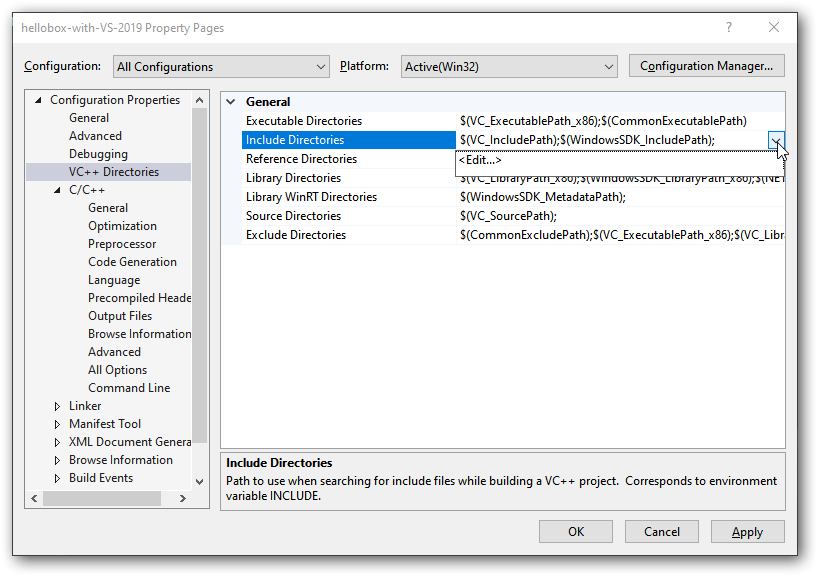 hellobox-with-VS-2019 Property Pages
?
Configuration: All Configurations Platform: Active(Win32) Configuration Manager...
Configuration Properties
General
Advanced
Debugging
VC++ Directories
C/C++
General
Optimization
Preprocessor
Code Generation
Language
Precompiled Heade
Output Files
Browse Information
Advanced
All Options
Command Line
Linker
Manifest Tool
XML Document Genera
Browse Information
Build Events
General
Executable Directories $(VC_ExecutablePath_x86);$(CommonExecutablePath)
Include Directories $(VC_IncludePath);$(WindowsSDK_IncludePath);
Reference Directories <Edit...>
Library Directories $(VC_LibraryPath_x86);$(WindowsSDK_LibraryPath_x86);$(NET
Library WinRT Directories $(WindowsSDK_MetadataPath);
Source Directories $(VC_SourcePath);
Exclude Directories $(CommonExcludePath);$(VC_ExecutablePath_x86);$(VC_Libr
Include Directories
Path to use when searching for include files while building a VC++ project. Corresponds to environment
variable INCLUDE.
OK Cancel Apply